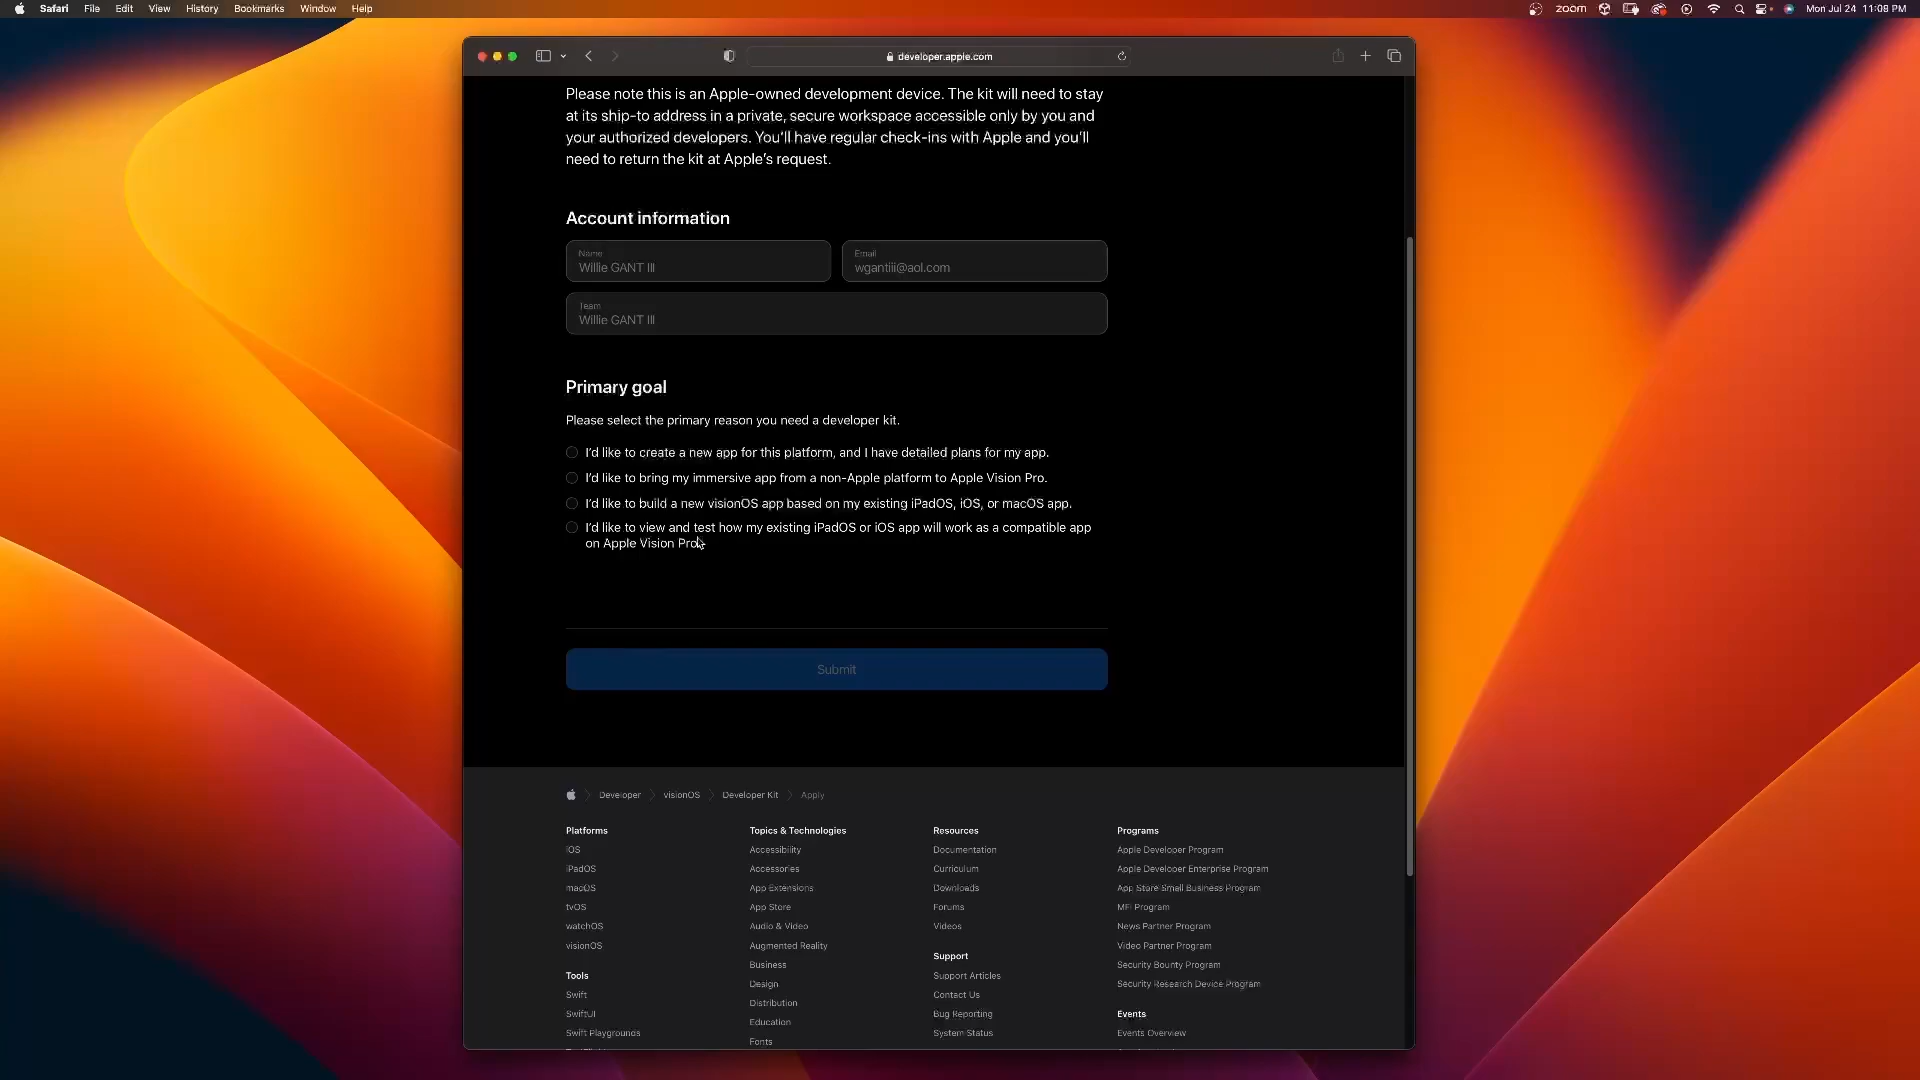 Safari File Edit View History Bookmarks Window Help
zoom Mon Jul 24 11:08 PM
developer.apple.com
Please note this is an Apple-owned development device. The kit will need to stay
at its ship-to address in a private, secure workspace accessible only by you and
your authorized developers. You’ll have regular check-ins with Apple and you’ll
need to return the kit at Apple’s request.
Account information
Name
Willie GANT III
Email
wgantiii@aol.com
Team
Willie GANT III
Primary goal
Please select the primary reason you need a developer kit.
I’d like to create a new app for this platform, and I have detailed plans for my app.
I’d like to bring my immersive app from a non-Apple platform to Apple Vision Pro.
I’d like to build a new visionOS app based on my existing iPadOS, iOS, or macOS app.
I’d like to view and test how my existing iPadOS or iOS app will work as a compatible app
on Apple Vision Pro.
Submit
Developer visionOS Developer Kit Apply
Platforms
iOS
iPadOS
macOS
tvOS
watchOS
visionOS
Tools
Swift
SwiftUI
Swift Playgrounds
Topics & Technologies
Accessibility
Accessories
App Extensions
App Store
Audio & Video
Augmented Reality
Business
Design
Distribution
Education
Fonts
Resources
Documentation
Curriculum
Downloads
Forums
Videos
Support
Support Articles
Contact Us
Bug Reporting
System Status
Programs
Apple Developer Program
Apple Developer Enterprise Program
App Store Small Business Program
MFi Program
News Partner Program
Video Partner Program
Security Bounty Program
Security Research Device Program
Events
Events Overview